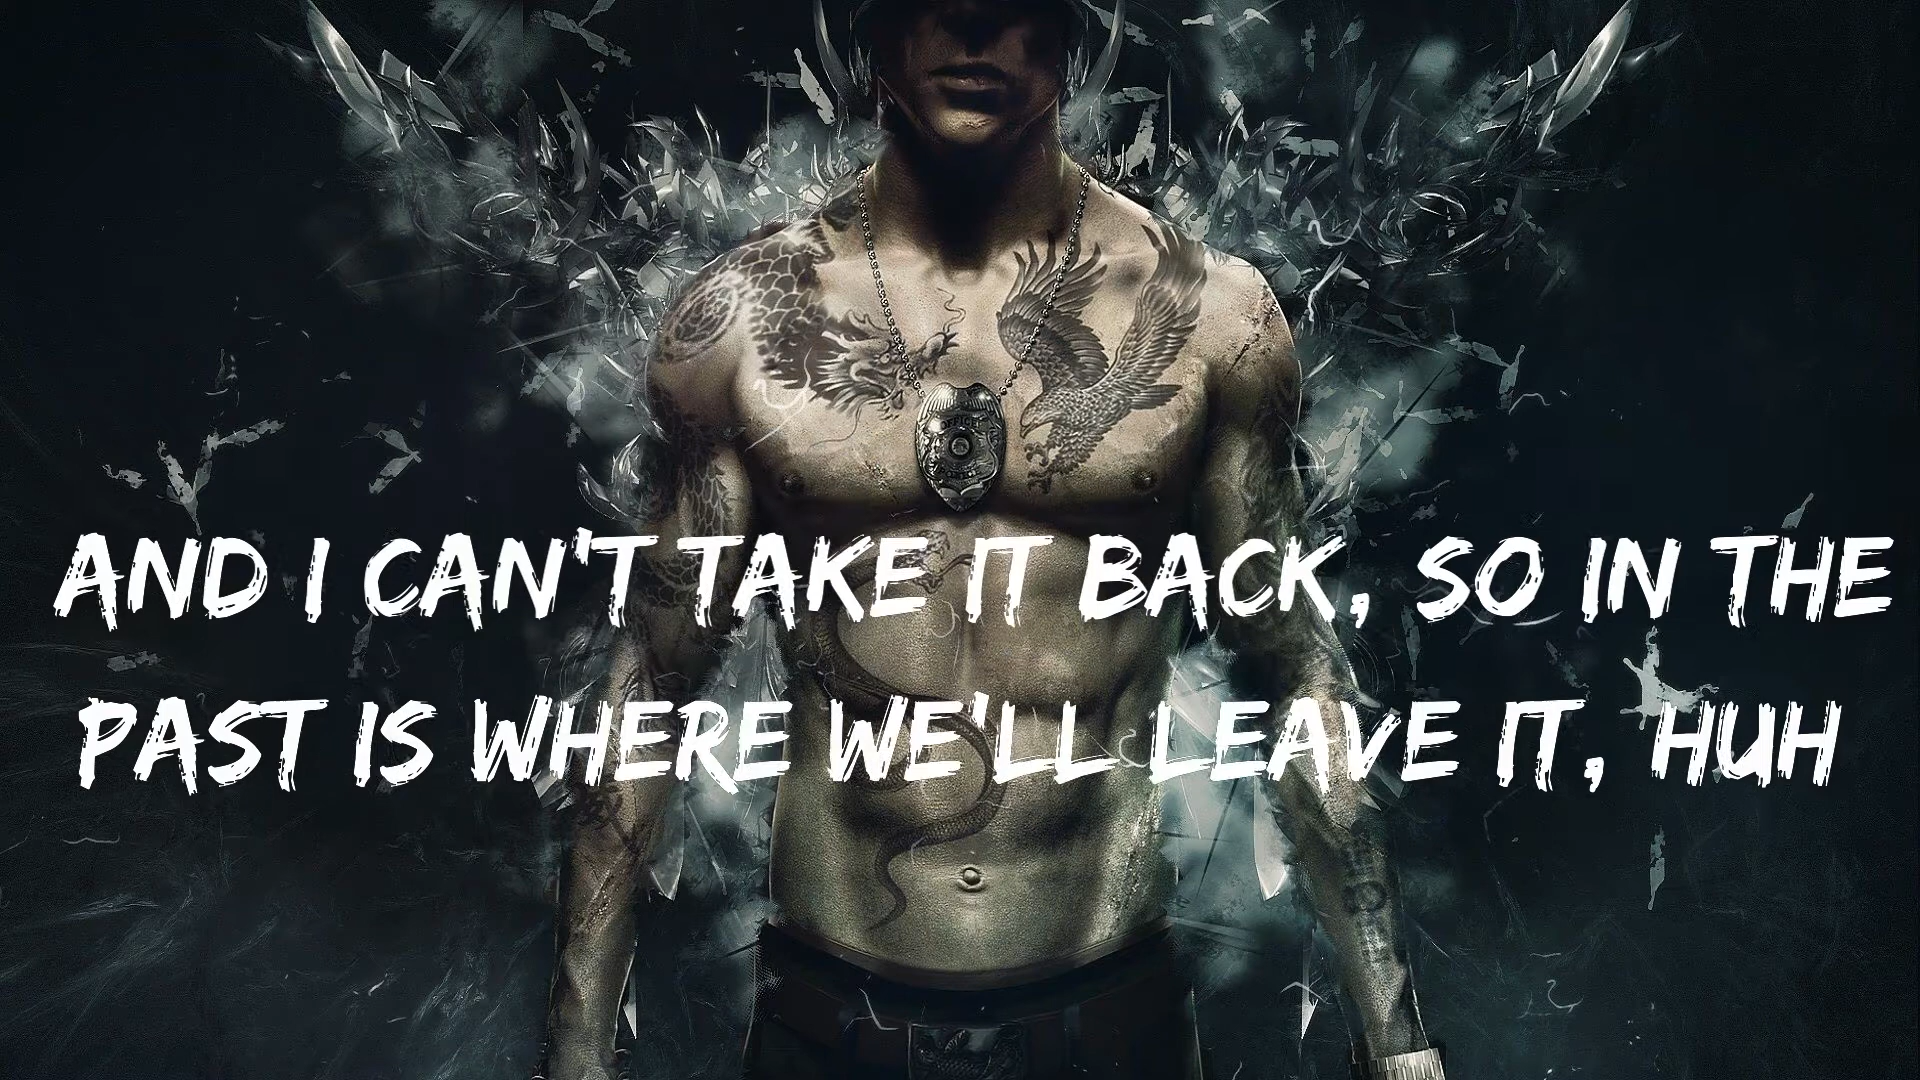 AND I CAN'T TAKE IT BACK, SO IN THE
PAST IS WHERE WE'LL LEAVE IT, HUH